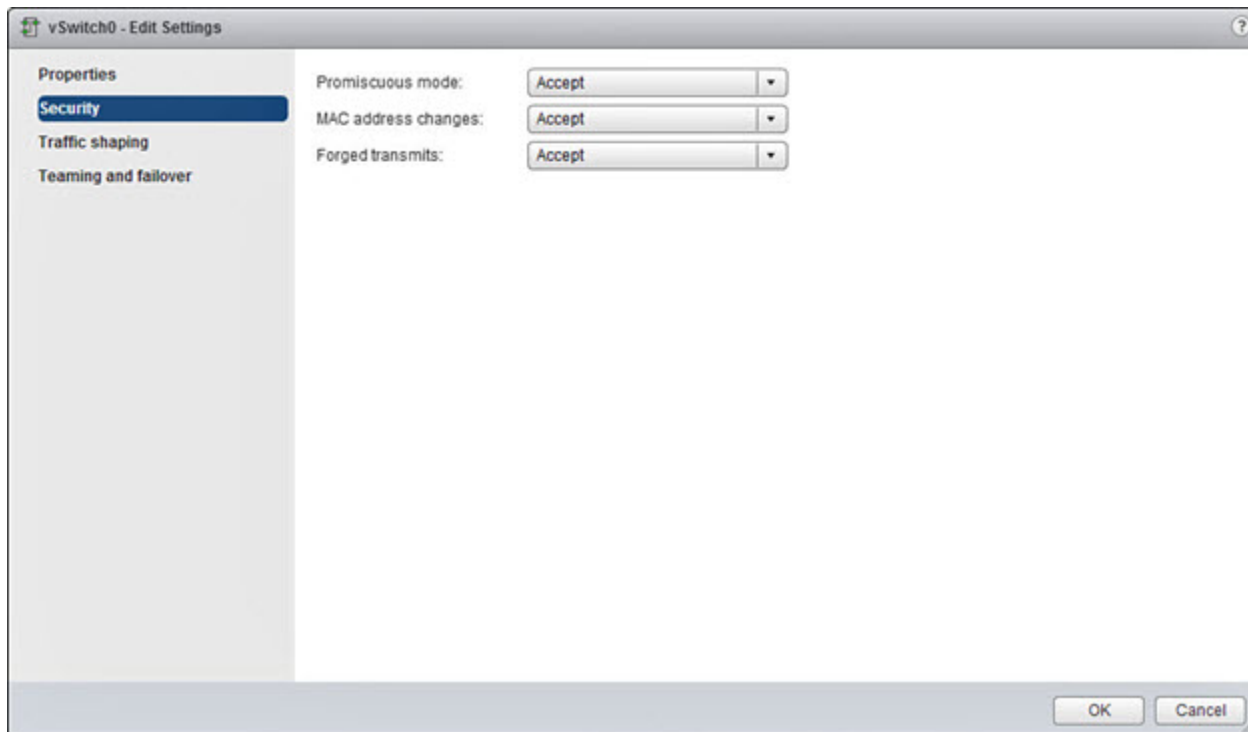 vSwitch0 - Edit Settings
?
Properties
Security
Traffic shaping
Teaming and failover
Promiscuous mode: Accept
MAC address changes: Accept
Forged transmits: Accept
OK Cancel